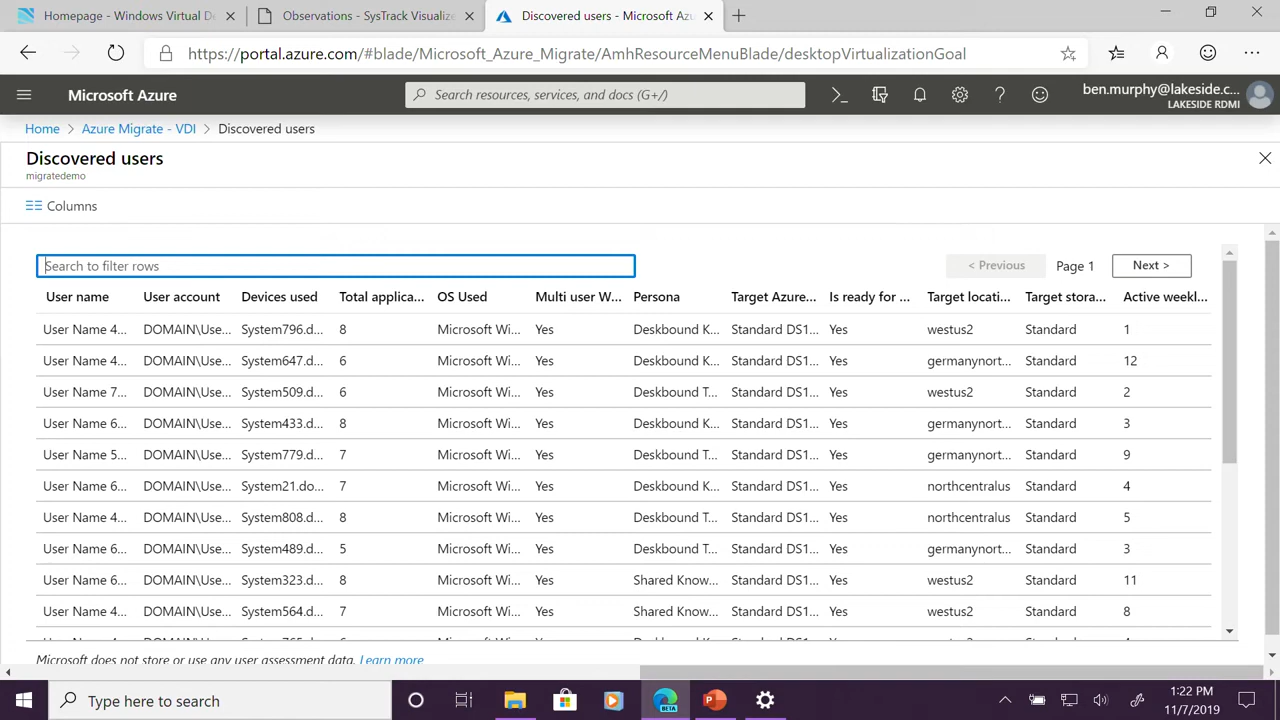 Homepage - Windows Virtual De
Observations - SysTrack Visualize
Discovered users - Microsoft Azu
https://portal.azure.com/#blade/Microsoft_Azure_Migrate/AmhResourceMenuBlade/desktopVirtualizationGoal
Microsoft Azure
Search resources, services, and docs (G+/)
ben.murphy@lakeside.c...
LAKESIDE RDMI
Home > Azure Migrate - VDI > Discovered users
Discovered users
migratedemo
Columns
Search to filter rows
< Previous Page 1 Next >
User name User account Devices used Total applica... OS Used Multi user W... Persona Target Azure... Is ready for ... Target locati... Target stora... Active weekl...
User Name 4... DOMAIN\Use... System796.d... 8 Microsoft Wi... Yes Deskbound K... Standard DS1... Yes westus2 Standard 1
User Name 4... DOMAIN\Use... System647.d... 6 Microsoft Wi... Yes Deskbound K... Standard DS1... Yes germanynort... Standard 12
User Name 7... DOMAIN\Use... System509.d... 6 Microsoft Wi... Yes Deskbound T... Standard DS1... Yes westus2 Standard 2
User Name 6... DOMAIN\Use... System433.d... 8 Microsoft Wi... Yes Deskbound K... Standard DS1... Yes germanynort... Standard 3
User Name 5... DOMAIN\Use... System779.d... 7 Microsoft Wi... Yes Deskbound T... Standard DS1... Yes germanynort... Standard 9
User Name 6... DOMAIN\Use... System21.do... 7 Microsoft Wi... Yes Deskbound K... Standard DS1... Yes northcentralus Standard 4
User Name 4... DOMAIN\Use... System808.d... 8 Microsoft Wi... Yes Deskbound T... Standard DS1... Yes northcentralus Standard 5
User Name 6... DOMAIN\Use... System489.d... 5 Microsoft Wi... Yes Deskbound T... Standard DS1... Yes germanynort... Standard 3
User Name 6... DOMAIN\Use... System323.d... 8 Microsoft Wi... Yes Shared Know... Standard DS1... Yes westus2 Standard 11
User Name 4... DOMAIN\Use... System564.d... 7 Microsoft Wi... Yes Shared Know... Standard DS1... Yes westus2 Standard 8
Microsoft does not store or use any user assessment data. Learn more
Type here to search
BETA
1:22 PM
11/7/2019